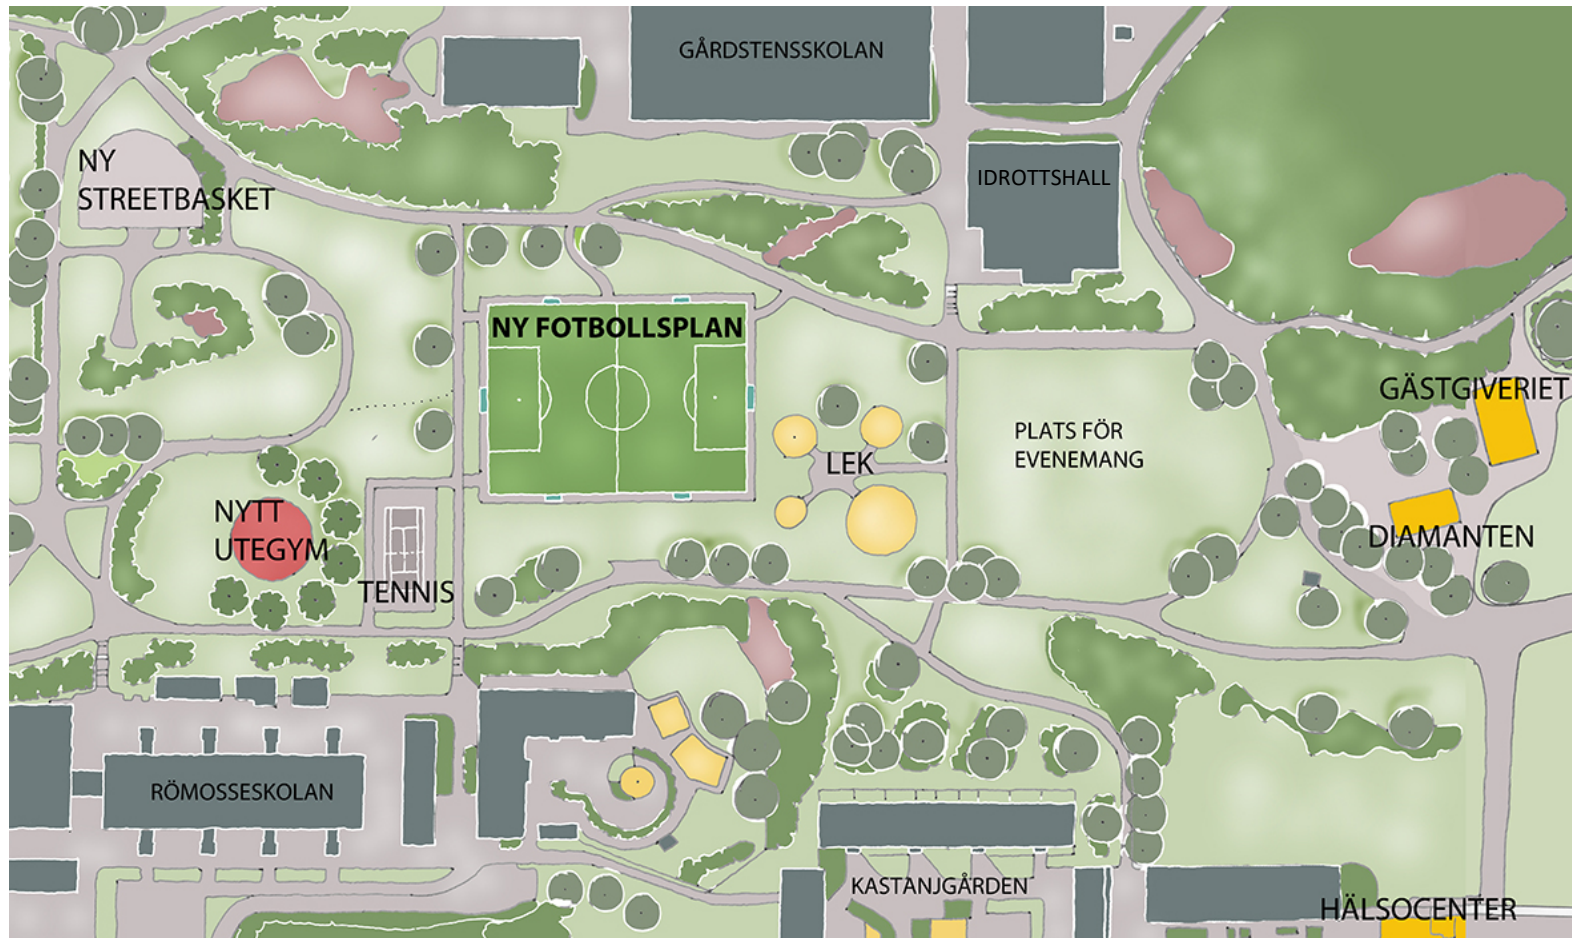 GÅRDSTENSSKOLAN
NY
STREETBASKET
IDROTTSHALL
NY FOTBOLLSPLAN
GÄSTGIVERIET
PLATS FÖR
EVENEMANG
LEK
NYTT
UTEGYM
DIAMANTEN
TENNIS
RÖMOSSESKOLAN
KASTANJGÅRDEN
HÄLSOCENTER